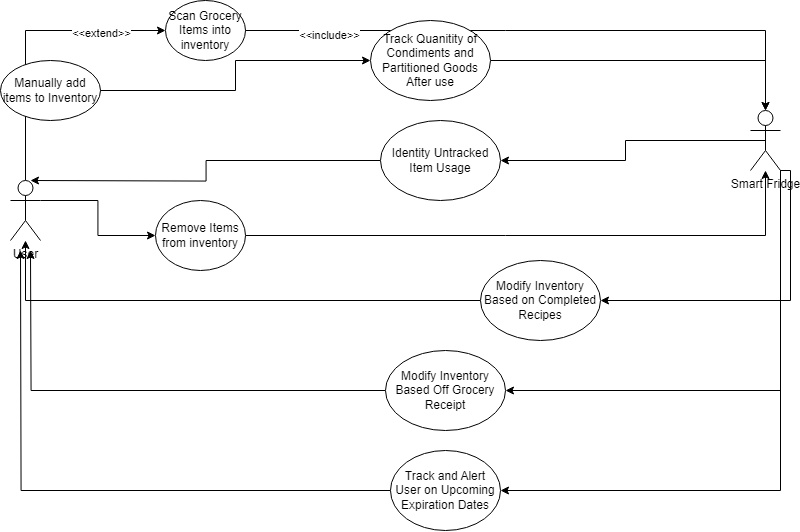 Scan Grocery
Items into
inventory
<<extend>>
<<include>>
Track Quanitity of
Condiments and
Partitioned Goods
After use
Manually add
items to Inventory
Identity Untracked
Item Usage
Smart Fridge
User
Remove Items
from inventory
Modify Inventory
Based on Completed
Recipes
Modify Inventory
Based Off Grocery
Receipt
Track and Alert
User on Upcoming
Expiration Dates